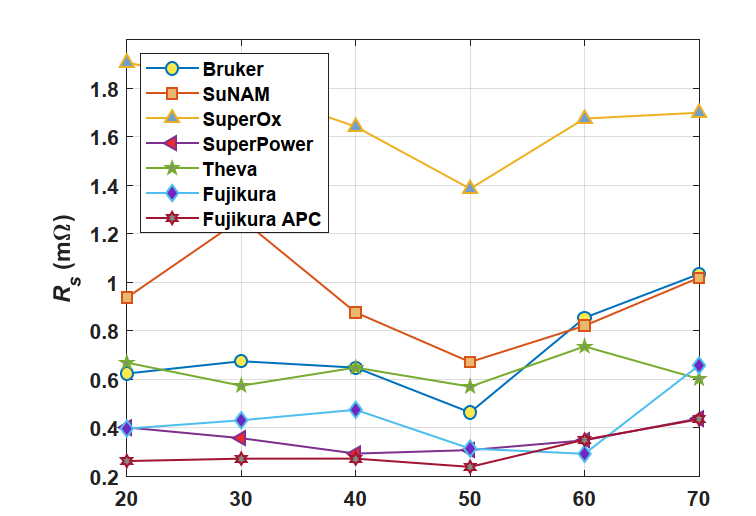 Bruker
SuNAM
SuperOx
SuperPower
Theva
Fujikura
Fujikura APC
R_s (mΩ)
1.8
1.6
1.4
1.2
1
0.8
0.6
0.4
0.2
20 30 40 50 60 70